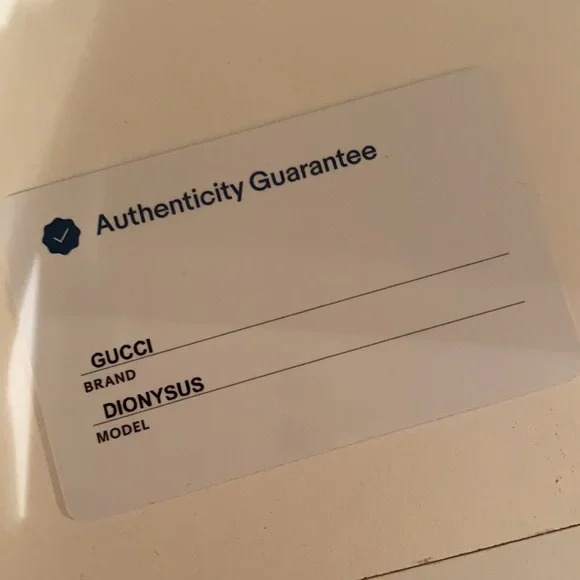 Authenticity Guarantee
GUCCI
BRAND
DIONYSUS
MODEL